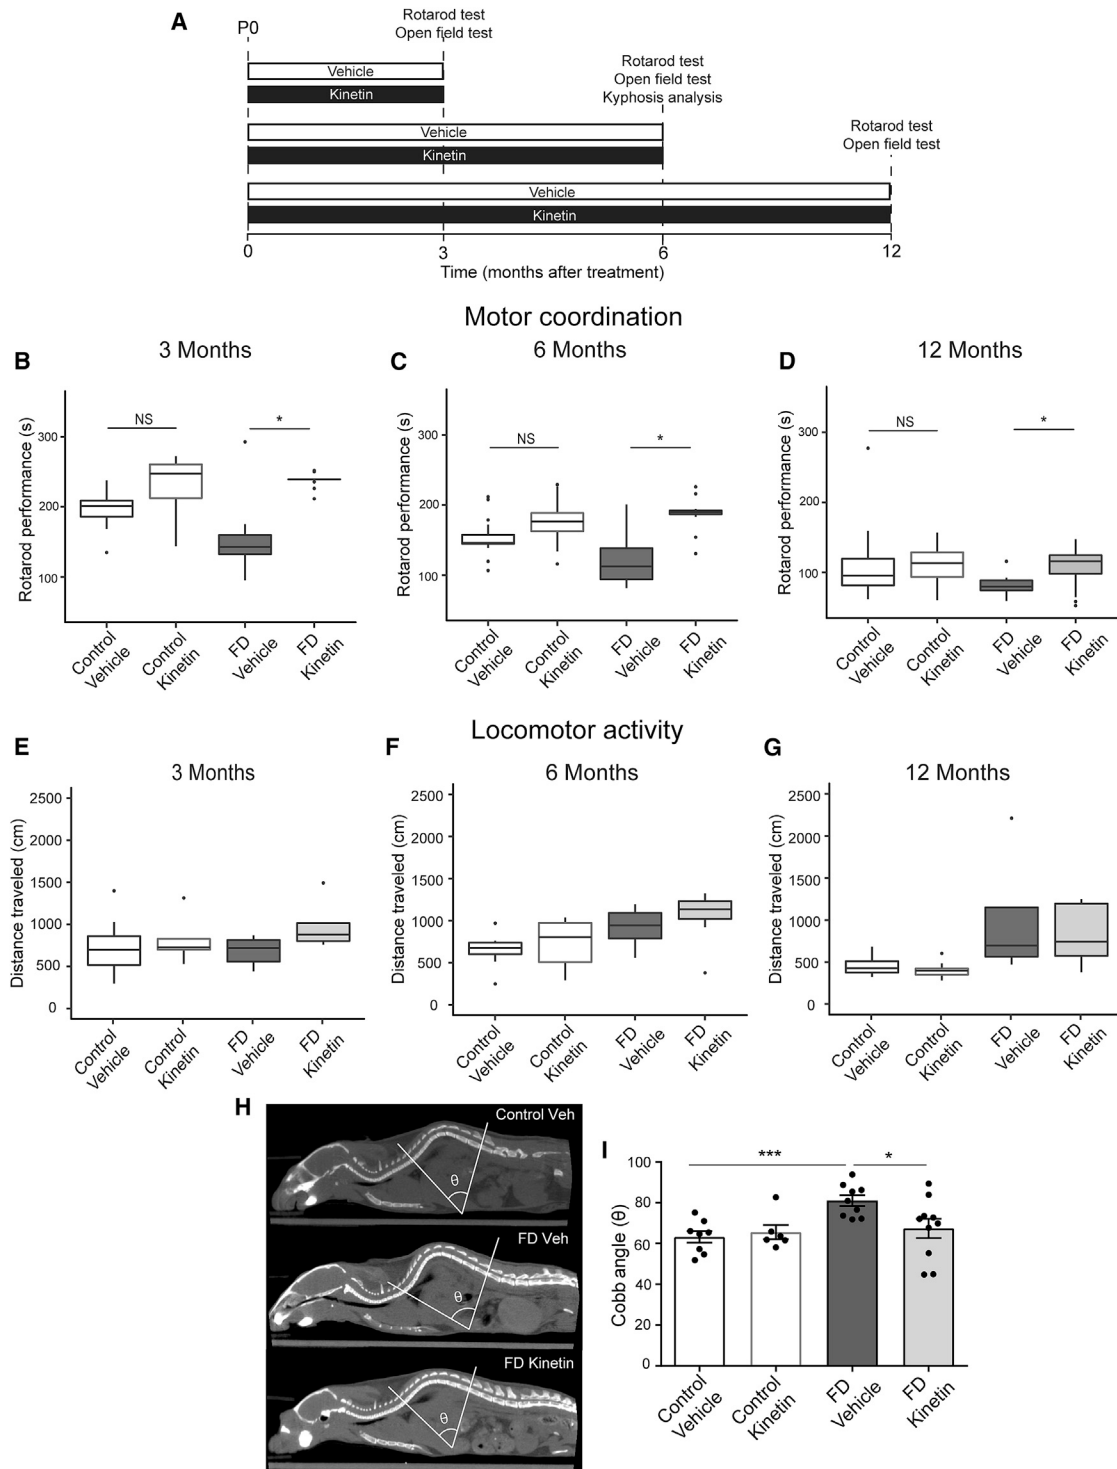 A
P0
Rotarod test
Open field test
Vehicle
Kinetin
Rotarod test
Open field test
Kyphosis analysis
Vehicle
Kinetin
Rotarod test
Open field test
Vehicle
Kinetin
0 3 6 12
Time (months after treatment)
Motor coordination
B
3 Months
Rotarod performance (s)
300
200
100
NS
*
Control Vehicle
Control Kinetin
FD Vehicle
FD Kinetin
C
6 Months
Rotarod performance (s)
300
200
100
NS
*
Control Vehicle
Control Kinetin
FD Vehicle
FD Kinetin
D
12 Months
Rotarod performance (s)
300
200
100
NS
*
Control Vehicle
Control Kinetin
FD Vehicle
FD Kinetin
Locomotor activity
E
3 Months
Distance traveled (cm)
2500
2000
1500
1000
500
0
Control Vehicle
Control Kinetin
FD Vehicle
FD Kinetin
F
6 Months
Distance traveled (cm)
2500
2000
1500
1000
500
0
Control Vehicle
Control Kinetin
FD Vehicle
FD Kinetin
G
12 Months
Distance traveled (cm)
2500
2000
1500
1000
500
0
Control Vehicle
Control Kinetin
FD Vehicle
FD Kinetin
H
Control Veh
θ
FD Veh
θ
FD Kinetin
θ
I
Cobb angle (θ)
100
80
60
40
20
0
***
*
Control Vehicle
Control Kinetin
FD Vehicle
FD Kinetin